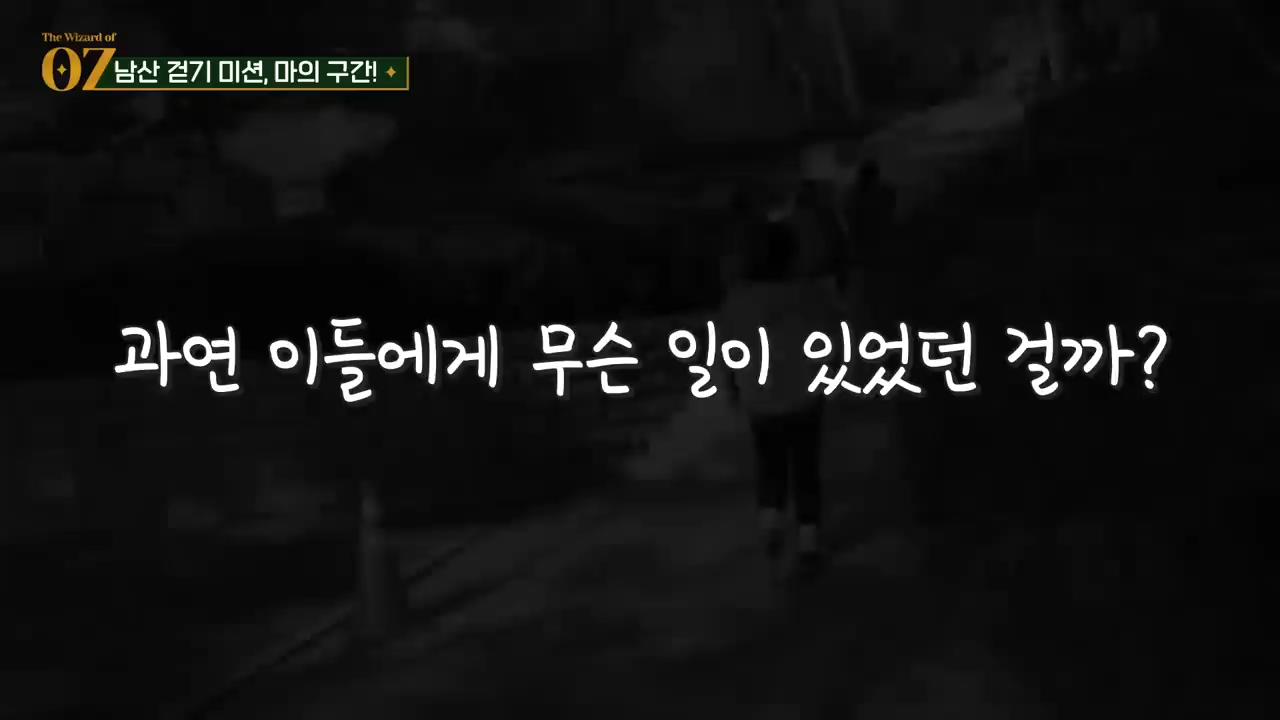 The Wizard of
OZ 남산 걷기 미션, 마의 구간!
과연 이들에게 무슨 일이 있었던 걸까?